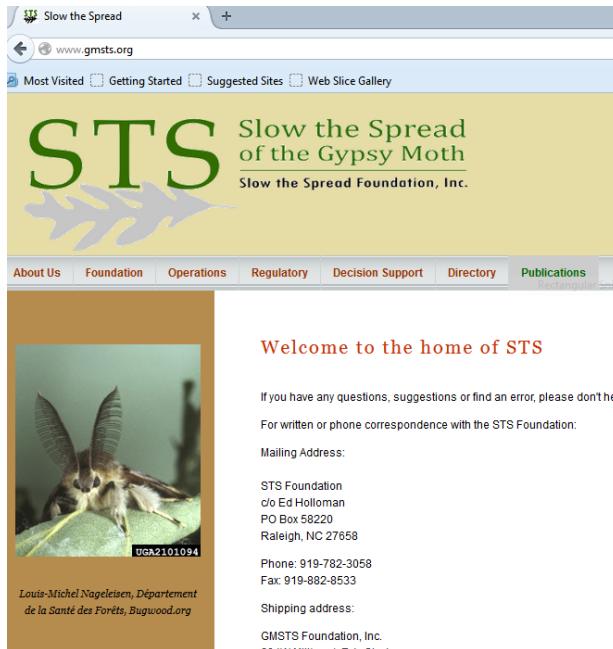 Slow the Spread
www.gmsts.org
Most Visited Getting Started Suggested Sites Web Slice Gallery
STS
Slow the Spread
of the Gypsy Moth
Slow the Spread Foundation, Inc.
About Us Foundation Operations Regulatory Decision Support Directory Publications
Rectangular
Welcome to the home of STS
If you have any questions, suggestions or find an error, please don't he
For written or phone correspondence with the STS Foundation:
Mailing Address:
STS Foundation
c/o Ed Holloman
PO Box 58220
Raleigh, NC 27658
Phone: 919-782-3058
Fax: 919-882-8533
Shipping address:
GMSTS Foundation, Inc.
UGA2101094
Louis-Michel Nageleisen, Département
de la Santé des Forêts, Bugwood.org